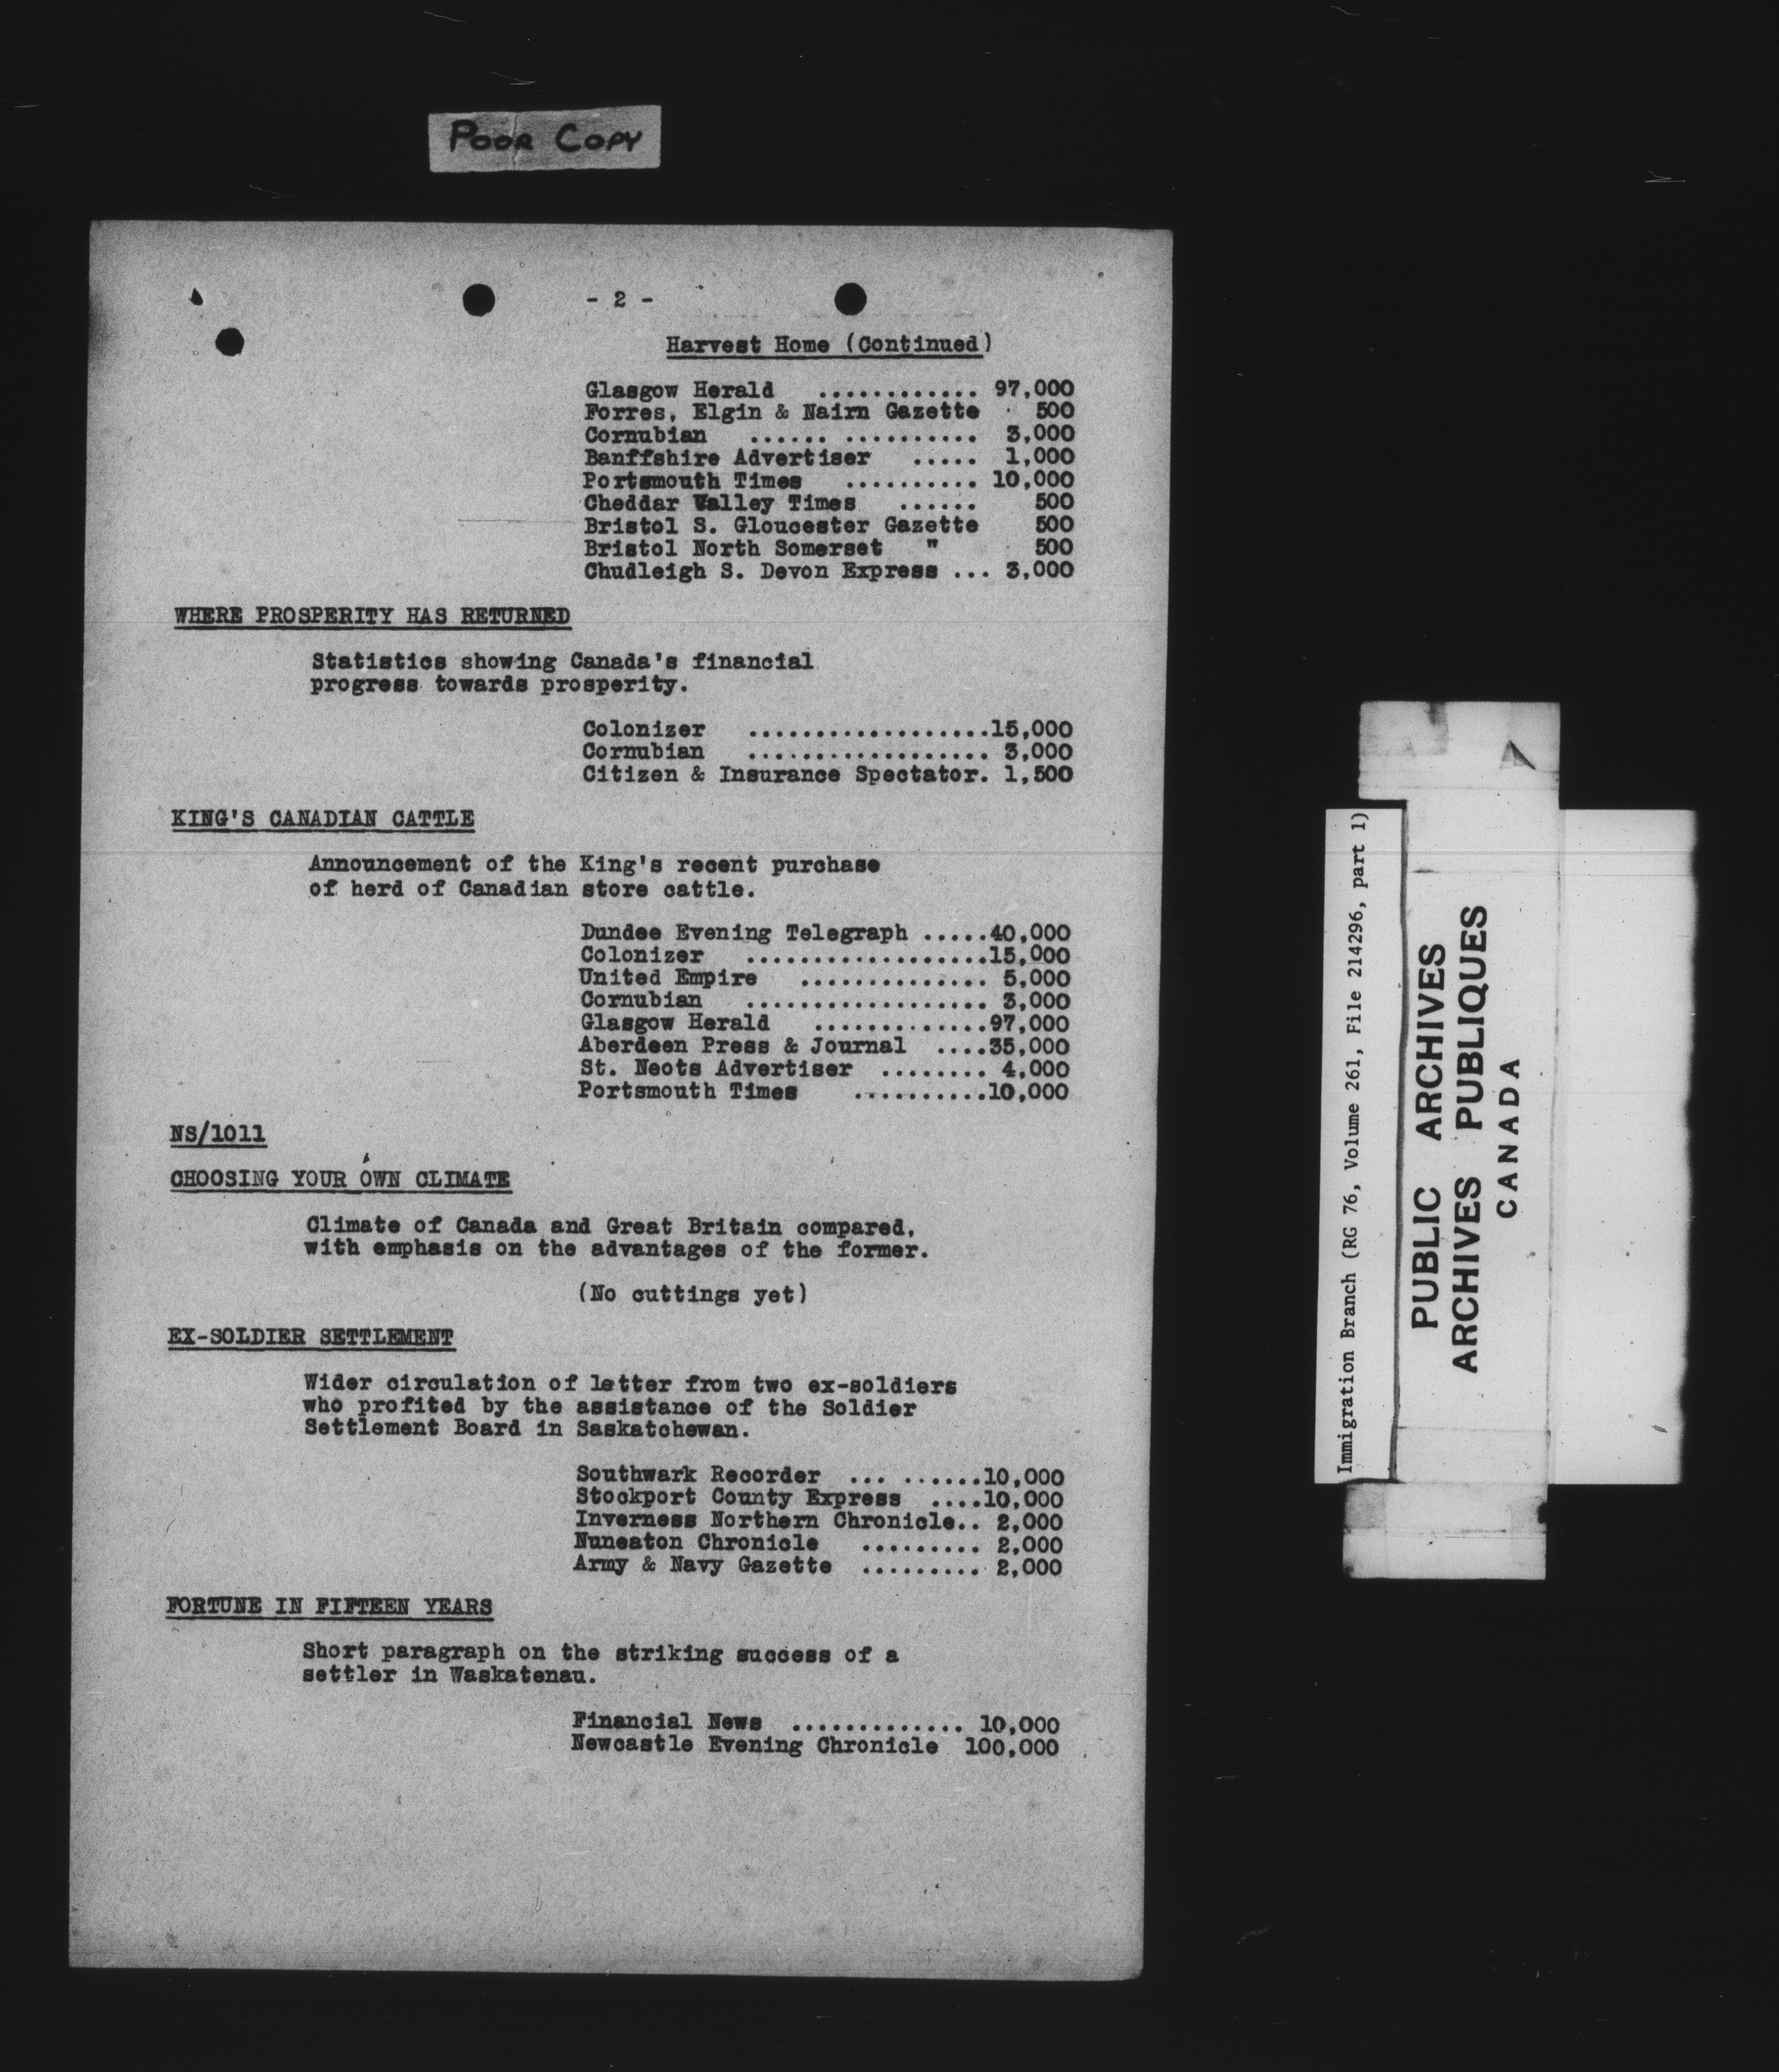 POOR COPY
- 2 -
Harvest Home (Continued)
Glasgow Herald ............ 97,000
Forres, Elgin & Nairn Gazette 500
Cornubian ...... .......... 3,000
Banffshire Advertiser ..... 1,000
Portsmouth Times .......... 10,000
Cheddar Valley Times ...... 500
Bristol S. Gloucester Gazette 500
Bristol North Somerset " 500
Chudleigh S. Devon Express ... 3,000
WHERE PROSPERITY HAS RETURNED
Statistics showing Canada's financial
progress towards prosperity.
Colonizer ..................15,000
Cornubian .................. 3,000
Citizen & Insurance Spectator. 1,500
KING'S CANADIAN CATTLE
Announcement of the King's recent purchase
of herd of Canadian store cattle.
Dundee Evening Telegraph .....40,000
Colonizer ..................15,000
United Empire .............. 5,000
Cornubian .................. 3,000
Glasgow Herald .............97,000
Aberdeen Press & Journal ....35,000
St. Neots Advertiser ........ 4,000
Portsmouth Times ..........10,000
NS/1011
CHOOSING YOUR OWN CLIMATE
Climate of Canada and Great Britain compared,
with emphasis on the advantages of the former.
(No cuttings yet)
EX-SOLDIER SETTLEMENT
Wider circulation of letter from two ex-soldiers
who profited by the assistance of the Soldier
Settlement Board in Saskatchewan.
Southwark Recorder ... ......10,000
Stockport County Express ....10,000
Inverness Northern Chronicle.. 2,000
Nuneaton Chronicle ......... 2,000
Army & Navy Gazette ......... 2,000
FORTUNE IN FIFTEEN YEARS
Short paragraph on the striking success of a
settler in Waskatenau.
Financial News ............. 10,000
Newcastle Evening Chronicle 100,000
Immigration Branch (RG 76, Volume 261, File 214296, part 1)
PUBLIC ARCHIVES
ARCHIVES PUBLIQUES
CANADA